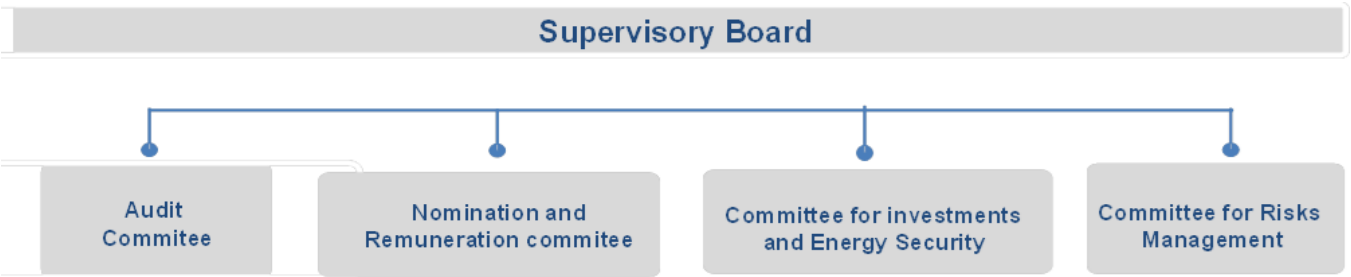 Supervisory Board
Audit
Commitee
Nomination and
Remuneration commitee
Committee for investments
and Energy Security
Committee for Risks
Management